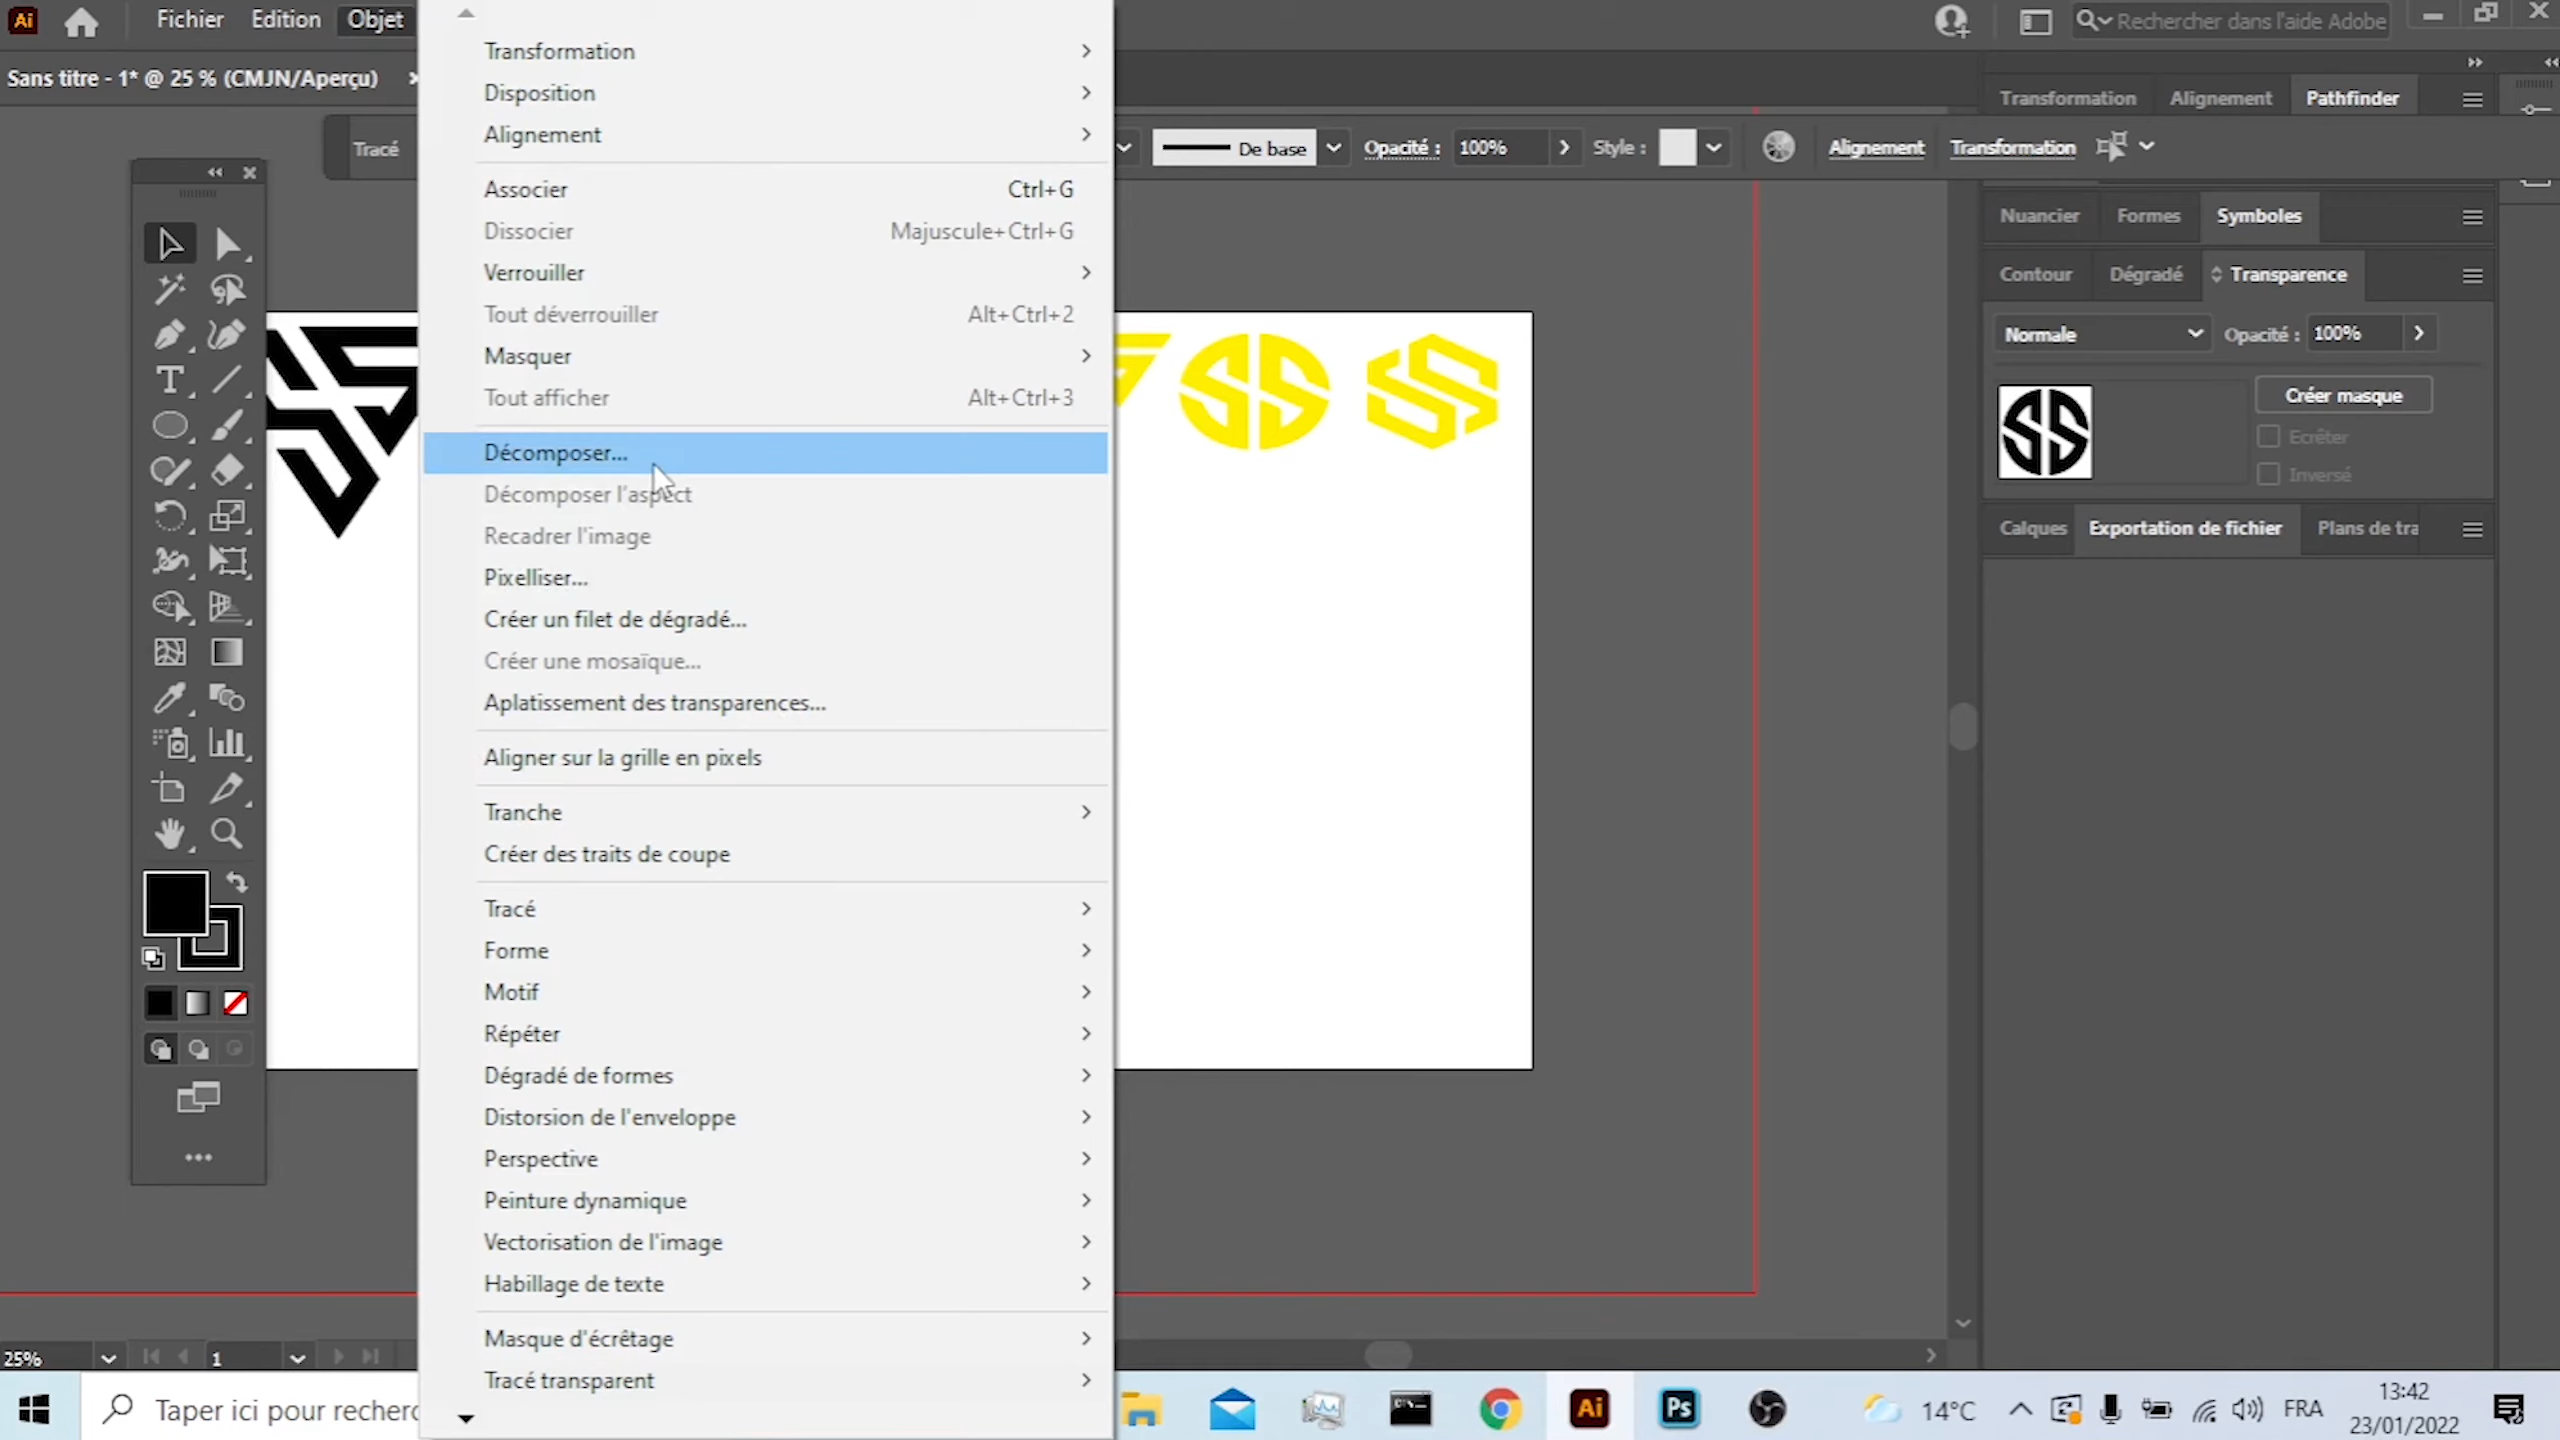 Ai
Fichier
Edition
Objet
Rechercher dans l'aide Adobe
Sans titre - 1* @ 25 % (CMJN/Aperçu)
Transformation
Alignement
Pathfinder
Tracé
De base
Opacité :
100%
Style :
Alignement
Transformation
Transformation
Disposition
Alignement
Associer Ctrl+G
Dissocier Majuscule+Ctrl+G
Verrouiller
Tout déverrouiller Alt+Ctrl+2
Masquer
Tout afficher Alt+Ctrl+3
Décomposer...
Décomposer l'aspect
Recadrer l'image
Pixelliser...
Créer un filet de dégradé...
Créer une mosaïque...
Aplatissement des transparences...
Aligner sur la grille en pixels
Tranche
Créer des traits de coupe
Tracé
Forme
Motif
Répéter
Dégradé de formes
Distorsion de l'enveloppe
Perspective
Peinture dynamique
Vectorisation de l'image
Habillage de texte
Masque d'écrêtage
Tracé transparent
Nuancier
Formes
Symboles
Contour
Dégradé
Transparence
Normale
Opacité :
100%
SS
Créer masque
Ecrêter
Inversé
Calques
Exportation de fichier
Plans de tra
SS
25%
1
Taper ici pour recherc
Ai
Ps
14°C
FRA
13:42
23/01/2022